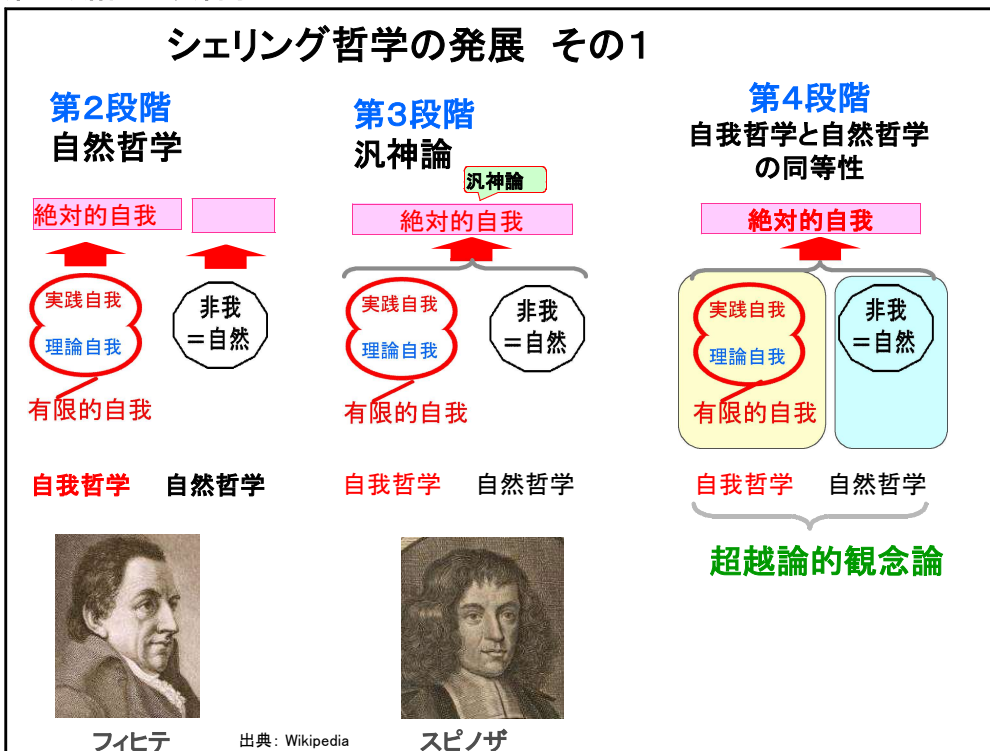 シェリング哲学の発展 その1
第2段階
自然哲学
絶対的自我
実践自我
理論自我
有限的自我
非我
＝自然
自我哲学 自然哲学
フィヒテ
出典: Wikipedia
第3段階
汎神論
汎神論
絶対的自我
実践自我
理論自我
有限的自我
非我
＝自然
自我哲学 自然哲学
スピノザ
第4段階
自我哲学と自然哲学
の同等性
絶対的自我
実践自我
理論自我
有限的自我
非我
＝自然
自我哲学 自然哲学
超越論的観念論